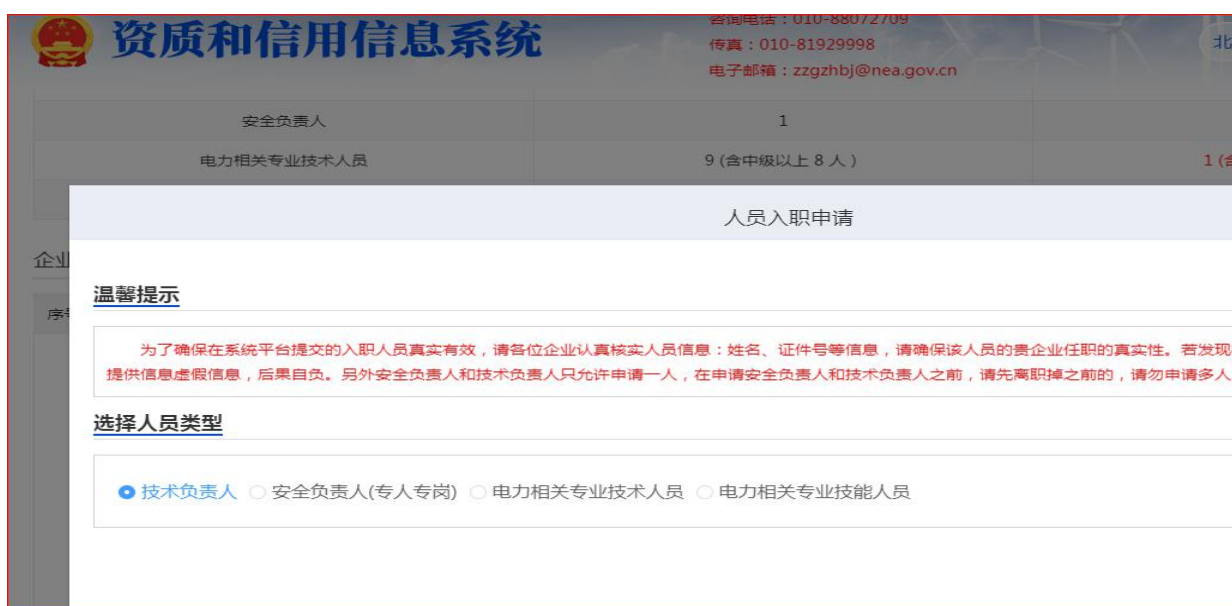 资质和信用信息系统
咨询电话：010-88072709
传真：010-81929998
电子邮箱：zzgzhbj@nea.gov.cn
北
安全负责人 1
电力相关专业技术人员 9 (含中级以上 8 人 ) 1 (含
人员入职申请
企业
温馨提示
序号
为了确保在系统平台提交的入职人员真实有效，请各位企业认真核实人员信息：姓名、证件号等信息，请确保该人员的贵企业任职的真实性。若发现
提供信息虚假信息，后果自负。另外安全负责人和技术负责人只允许申请一人，在申请安全负责人和技术负责人之前，请先离职掉之前的，请勿申请多人
选择人员类型
技术负责人 安全负责人(专人专岗) 电力相关专业技术人员 电力相关专业技能人员